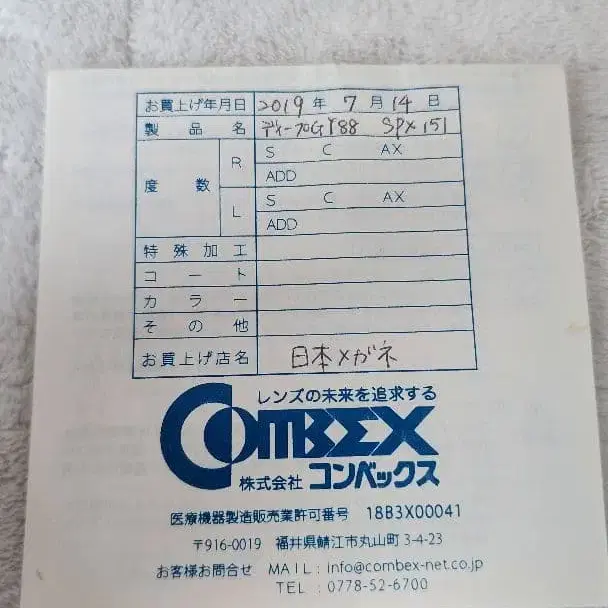 お買上げ年月日 2019 年 7 月 14 日
製品名 ディープGY88 SPX151
度数 R S C AX
ADD
L S C AX
ADD
特殊加工
コート
カラー
その他
お買上げ店名 日本メガネ
レンズの未来を追求する
COMBEX
株式会社 コンベックス
医療機器製造販売業許可番号 18B3X00041
〒916-0019 福井県鯖江市丸山町3-4-23
お客様お問合せ MAIL：info@combex-net.co.jp
TEL：0778-52-6700